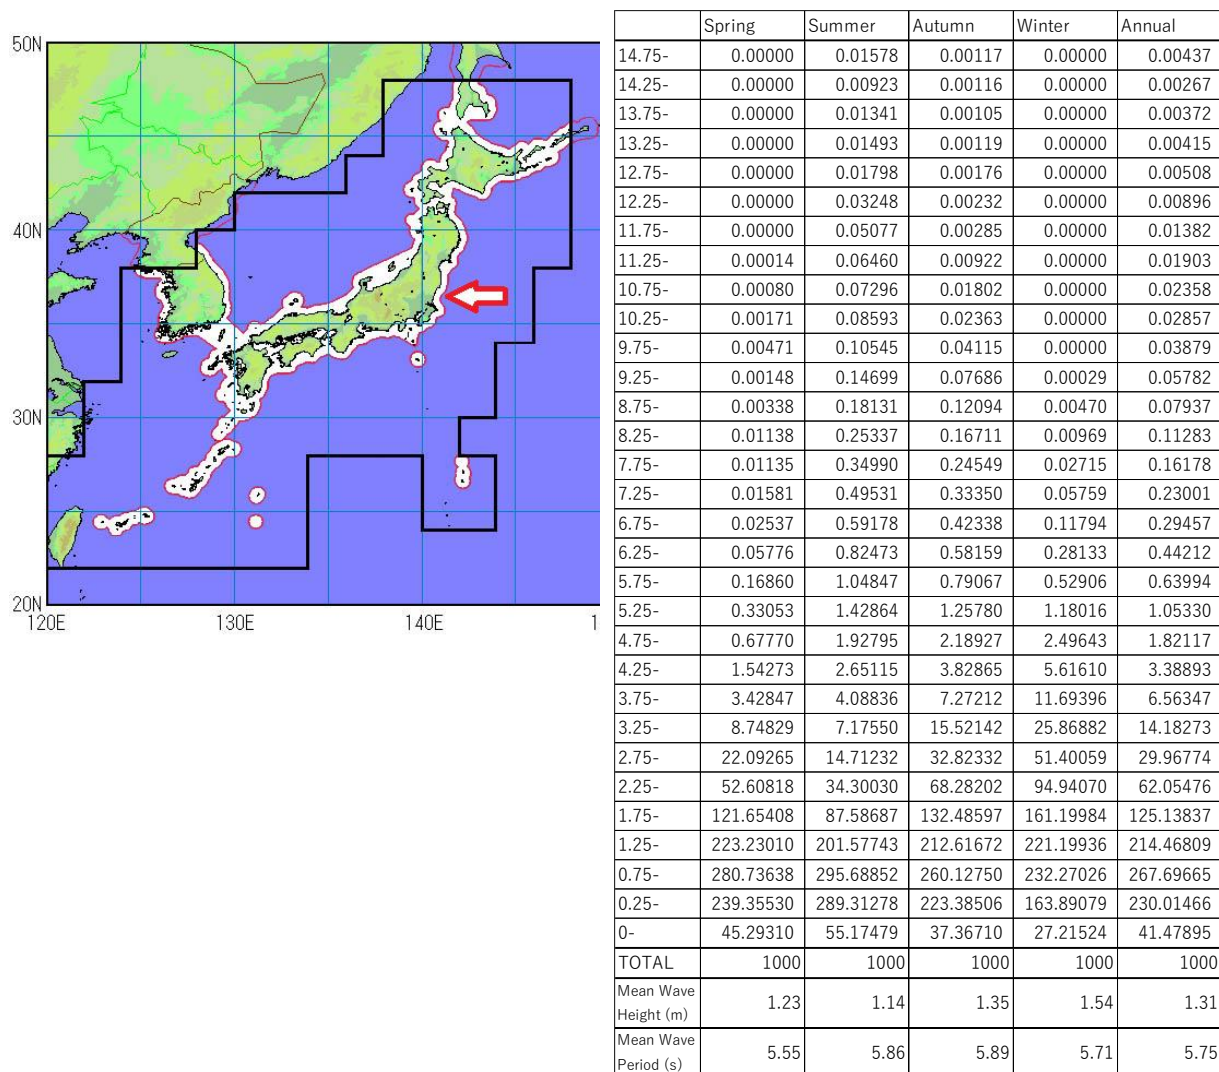 50N
40N
30N
20N
120E
130E
140E
1
Spring Summer Autumn Winter Annual
14.75- 0.00000 0.01578 0.00117 0.00000 0.00437
14.25- 0.00000 0.00923 0.00116 0.00000 0.00267
13.75- 0.00000 0.01341 0.00105 0.00000 0.00372
13.25- 0.00000 0.01493 0.00119 0.00000 0.00415
12.75- 0.00000 0.01798 0.00176 0.00000 0.00508
12.25- 0.00000 0.03248 0.00232 0.00000 0.00896
11.75- 0.00000 0.05077 0.00285 0.00000 0.01382
11.25- 0.00014 0.06460 0.00922 0.00000 0.01903
10.75- 0.00080 0.07296 0.01802 0.00000 0.02358
10.25- 0.00171 0.08593 0.02363 0.00000 0.02857
9.75- 0.00471 0.10545 0.04115 0.00000 0.03879
9.25- 0.00148 0.14699 0.07686 0.00029 0.05782
8.75- 0.00338 0.18131 0.12094 0.00470 0.07937
8.25- 0.01138 0.25337 0.16711 0.00969 0.11283
7.75- 0.01135 0.34990 0.24549 0.02715 0.16178
7.25- 0.01581 0.49531 0.33350 0.05759 0.23001
6.75- 0.02537 0.59178 0.42338 0.11794 0.29457
6.25- 0.05776 0.82473 0.58159 0.28133 0.44212
5.75- 0.16860 1.04847 0.79067 0.52906 0.63994
5.25- 0.33053 1.42864 1.25780 1.18016 1.05330
4.75- 0.67770 1.92795 2.18927 2.49643 1.82117
4.25- 1.54273 2.65115 3.82865 5.61610 3.38893
3.75- 3.42847 4.08836 7.27212 11.69396 6.56347
3.25- 8.74829 7.17550 15.52142 25.86882 14.18273
2.75- 22.09265 14.71232 32.82332 51.40059 29.96774
2.25- 52.60818 34.30030 68.28202 94.94070 62.05476
1.75- 121.65408 87.58687 132.48597 161.19984 125.13837
1.25- 223.23010 201.57743 212.61672 221.19936 214.46809
0.75- 280.73638 295.68852 260.12750 232.27026 267.69665
0.25- 239.35530 289.31278 223.38506 163.89079 230.01466
0- 45.29310 55.17479 37.36710 27.21524 41.47895
TOTAL 1000 1000 1000 1000 1000
Mean Wave
Height (m) 1.23 1.14 1.35 1.54 1.31
Mean Wave
Period (s) 5.55 5.86 5.89 5.71 5.75